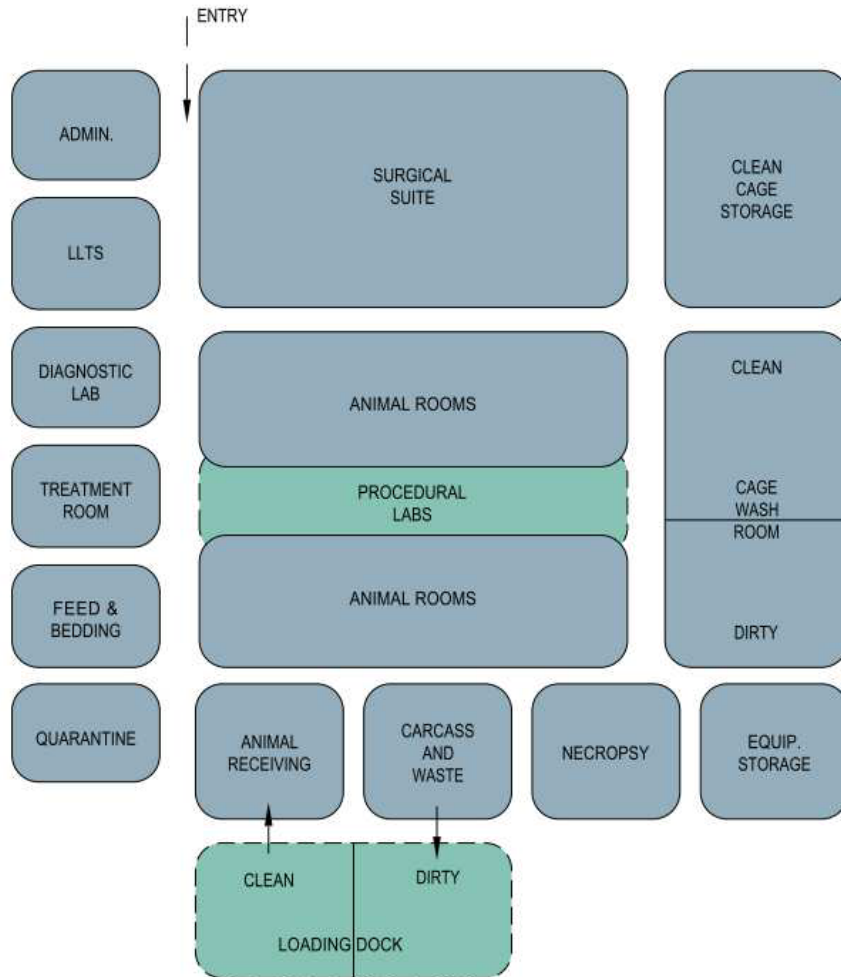 ENTRY
ADMIN.
SURGICAL
SUITE
CLEAN
CAGE
STORAGE
LLTS
DIAGNOSTIC
LAB
ANIMAL ROOMS
CLEAN
TREATMENT
ROOM
PROCEDURAL
LABS
CAGE
WASH
ROOM
FEED &
BEDDING
ANIMAL ROOMS
DIRTY
QUARANTINE
ANIMAL
RECEIVING
CARCASS
AND
WASTE
NECROPSY
EQUIP.
STORAGE
CLEAN
DIRTY
LOADING DOCK